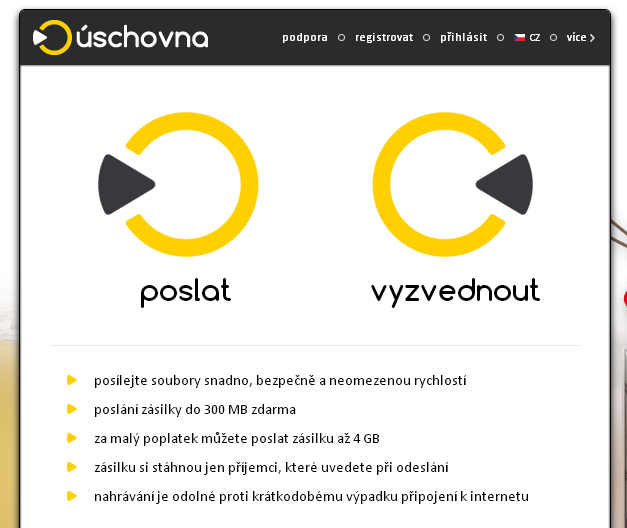 úschovna
podpora registrovat přihlásit CZ více
poslat vyzvednout
posílejte soubory snadno, bezpečně a neomezenou rychlostí
poslání zásilky do 300 MB zdarma
za malý poplatek můžete poslat zásilku až 4 GB
zásilku si stáhnou jen příjemci, které uvedete při odeslání
nahrávání je odolné proti krátkodobému výpadku připojení k internetu